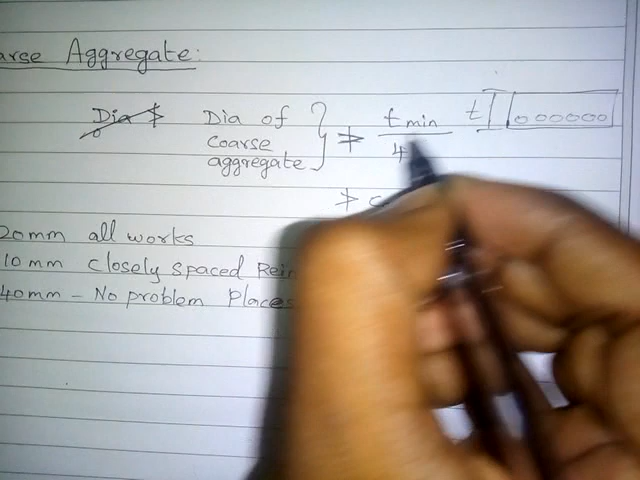 arse Aggregate:
Dia ≯ Dia of coarse aggregate } ≯ tmin/4 t
≯ c
20mm all works
10mm Closely Spaced Rein
40mm – No problem Places